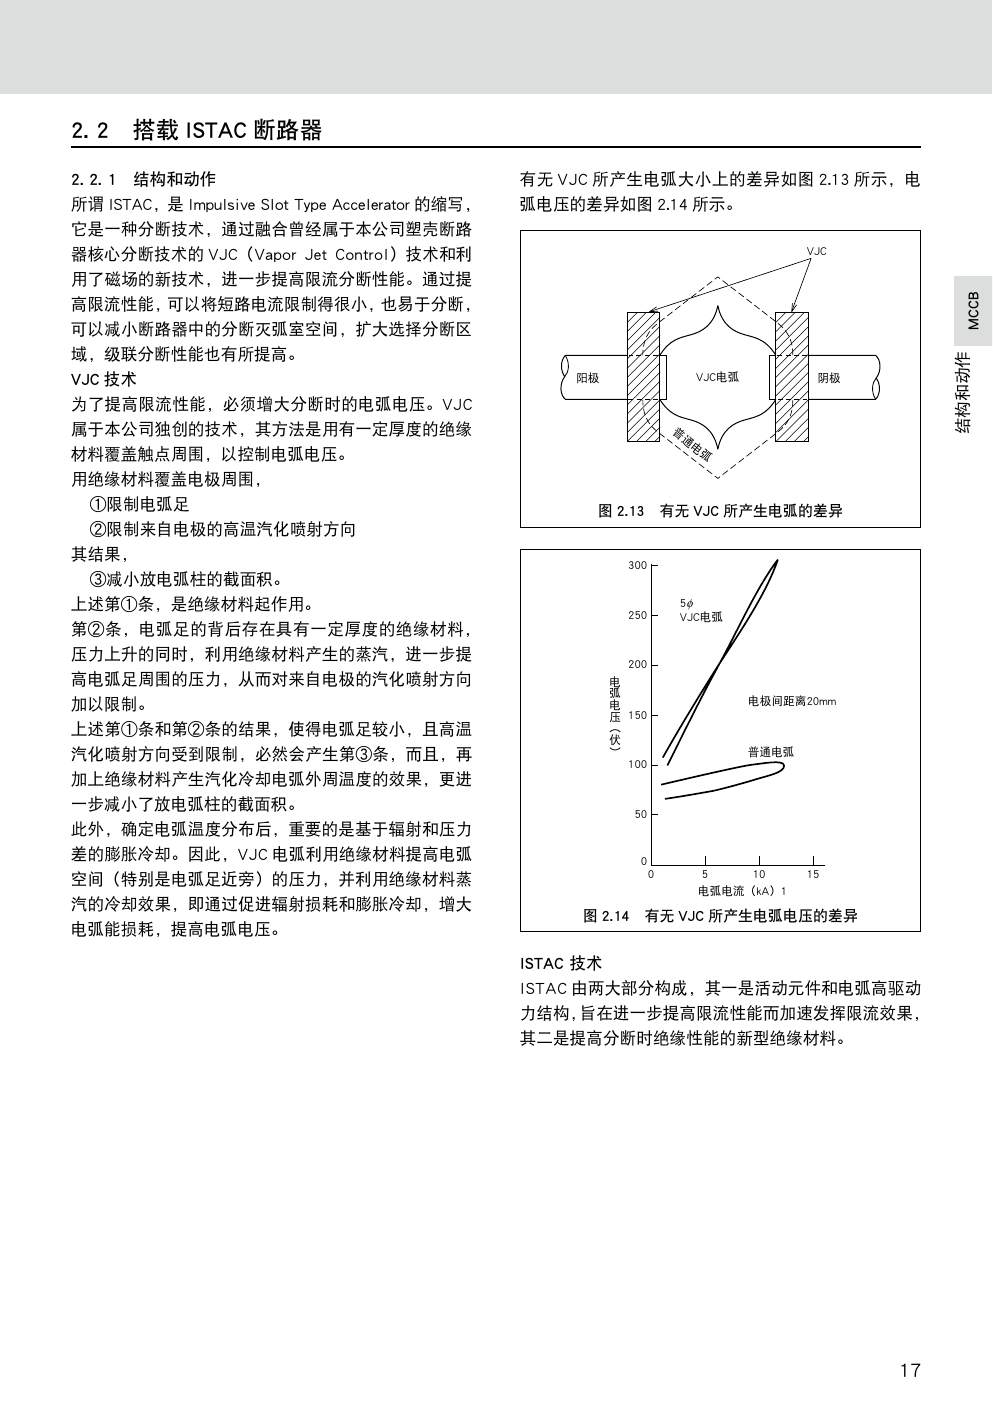 2. 2　搭载 ISTAC 断路器
2. 2. 1　结构和动作
所谓 ISTAC，是 Impulsive Slot Type Accelerator 的缩写，
它是一种分断技术，通过融合曾经属于本公司塑壳断路
器核心分断技术的 VJC（Vapor Jet Control）技术和利
用了磁场的新技术，进一步提高限流分断性能。通过提
高限流性能，可以将短路电流限制得很小，也易于分断，
可以减小断路器中的分断灭弧室空间，扩大选择分断区
域，级联分断性能也有所提高。
VJC 技术
为了提高限流性能，必须增大分断时的电弧电压。VJC
属于本公司独创的技术，其方法是用有一定厚度的绝缘
材料覆盖触点周围，以控制电弧电压。
用绝缘材料覆盖电极周围，
①限制电弧足
②限制来自电极的高温汽化喷射方向
其结果，
③减小放电弧柱的截面积。
上述第①条，是绝缘材料起作用。
第②条，电弧足的背后存在具有一定厚度的绝缘材料，
压力上升的同时，利用绝缘材料产生的蒸汽，进一步提
高电弧足周围的压力，从而对来自电极的汽化喷射方向
加以限制。
上述第①条和第②条的结果，使得电弧足较小，且高温
汽化喷射方向受到限制，必然会产生第③条，而且，再
加上绝缘材料产生汽化冷却电弧外周温度的效果，更进
一步减小了放电弧柱的截面积。
此外，确定电弧温度分布后，重要的是基于辐射和压力
差的膨胀冷却。因此，VJC 电弧利用绝缘材料提高电弧
空间（特别是电弧足近旁）的压力，并利用绝缘材料蒸
汽的冷却效果，即通过促进辐射损耗和膨胀冷却，增大
电弧能损耗，提高电弧电压。
有无 VJC 所产生电弧大小上的差异如图 2.13 所示，电
弧电压的差异如图 2.14 所示。
VJC
阳极
VJC电弧
阴极
普通电弧
图 2.13　有无 VJC 所产生电弧的差异
300
250
200
150
100
50
0
电弧电压（伏）
5φ
VJC电弧
电极间距离20mm
普通电弧
0 5 10 15
电弧电流（kA）1
图 2.14　有无 VJC 所产生电弧电压的差异
ISTAC 技术
ISTAC 由两大部分构成，其一是活动元件和电弧高驱动
力结构，旨在进一步提高限流性能而加速发挥限流效果，
其二是提高分断时绝缘性能的新型绝缘材料。
MCCB
结构和动作
17